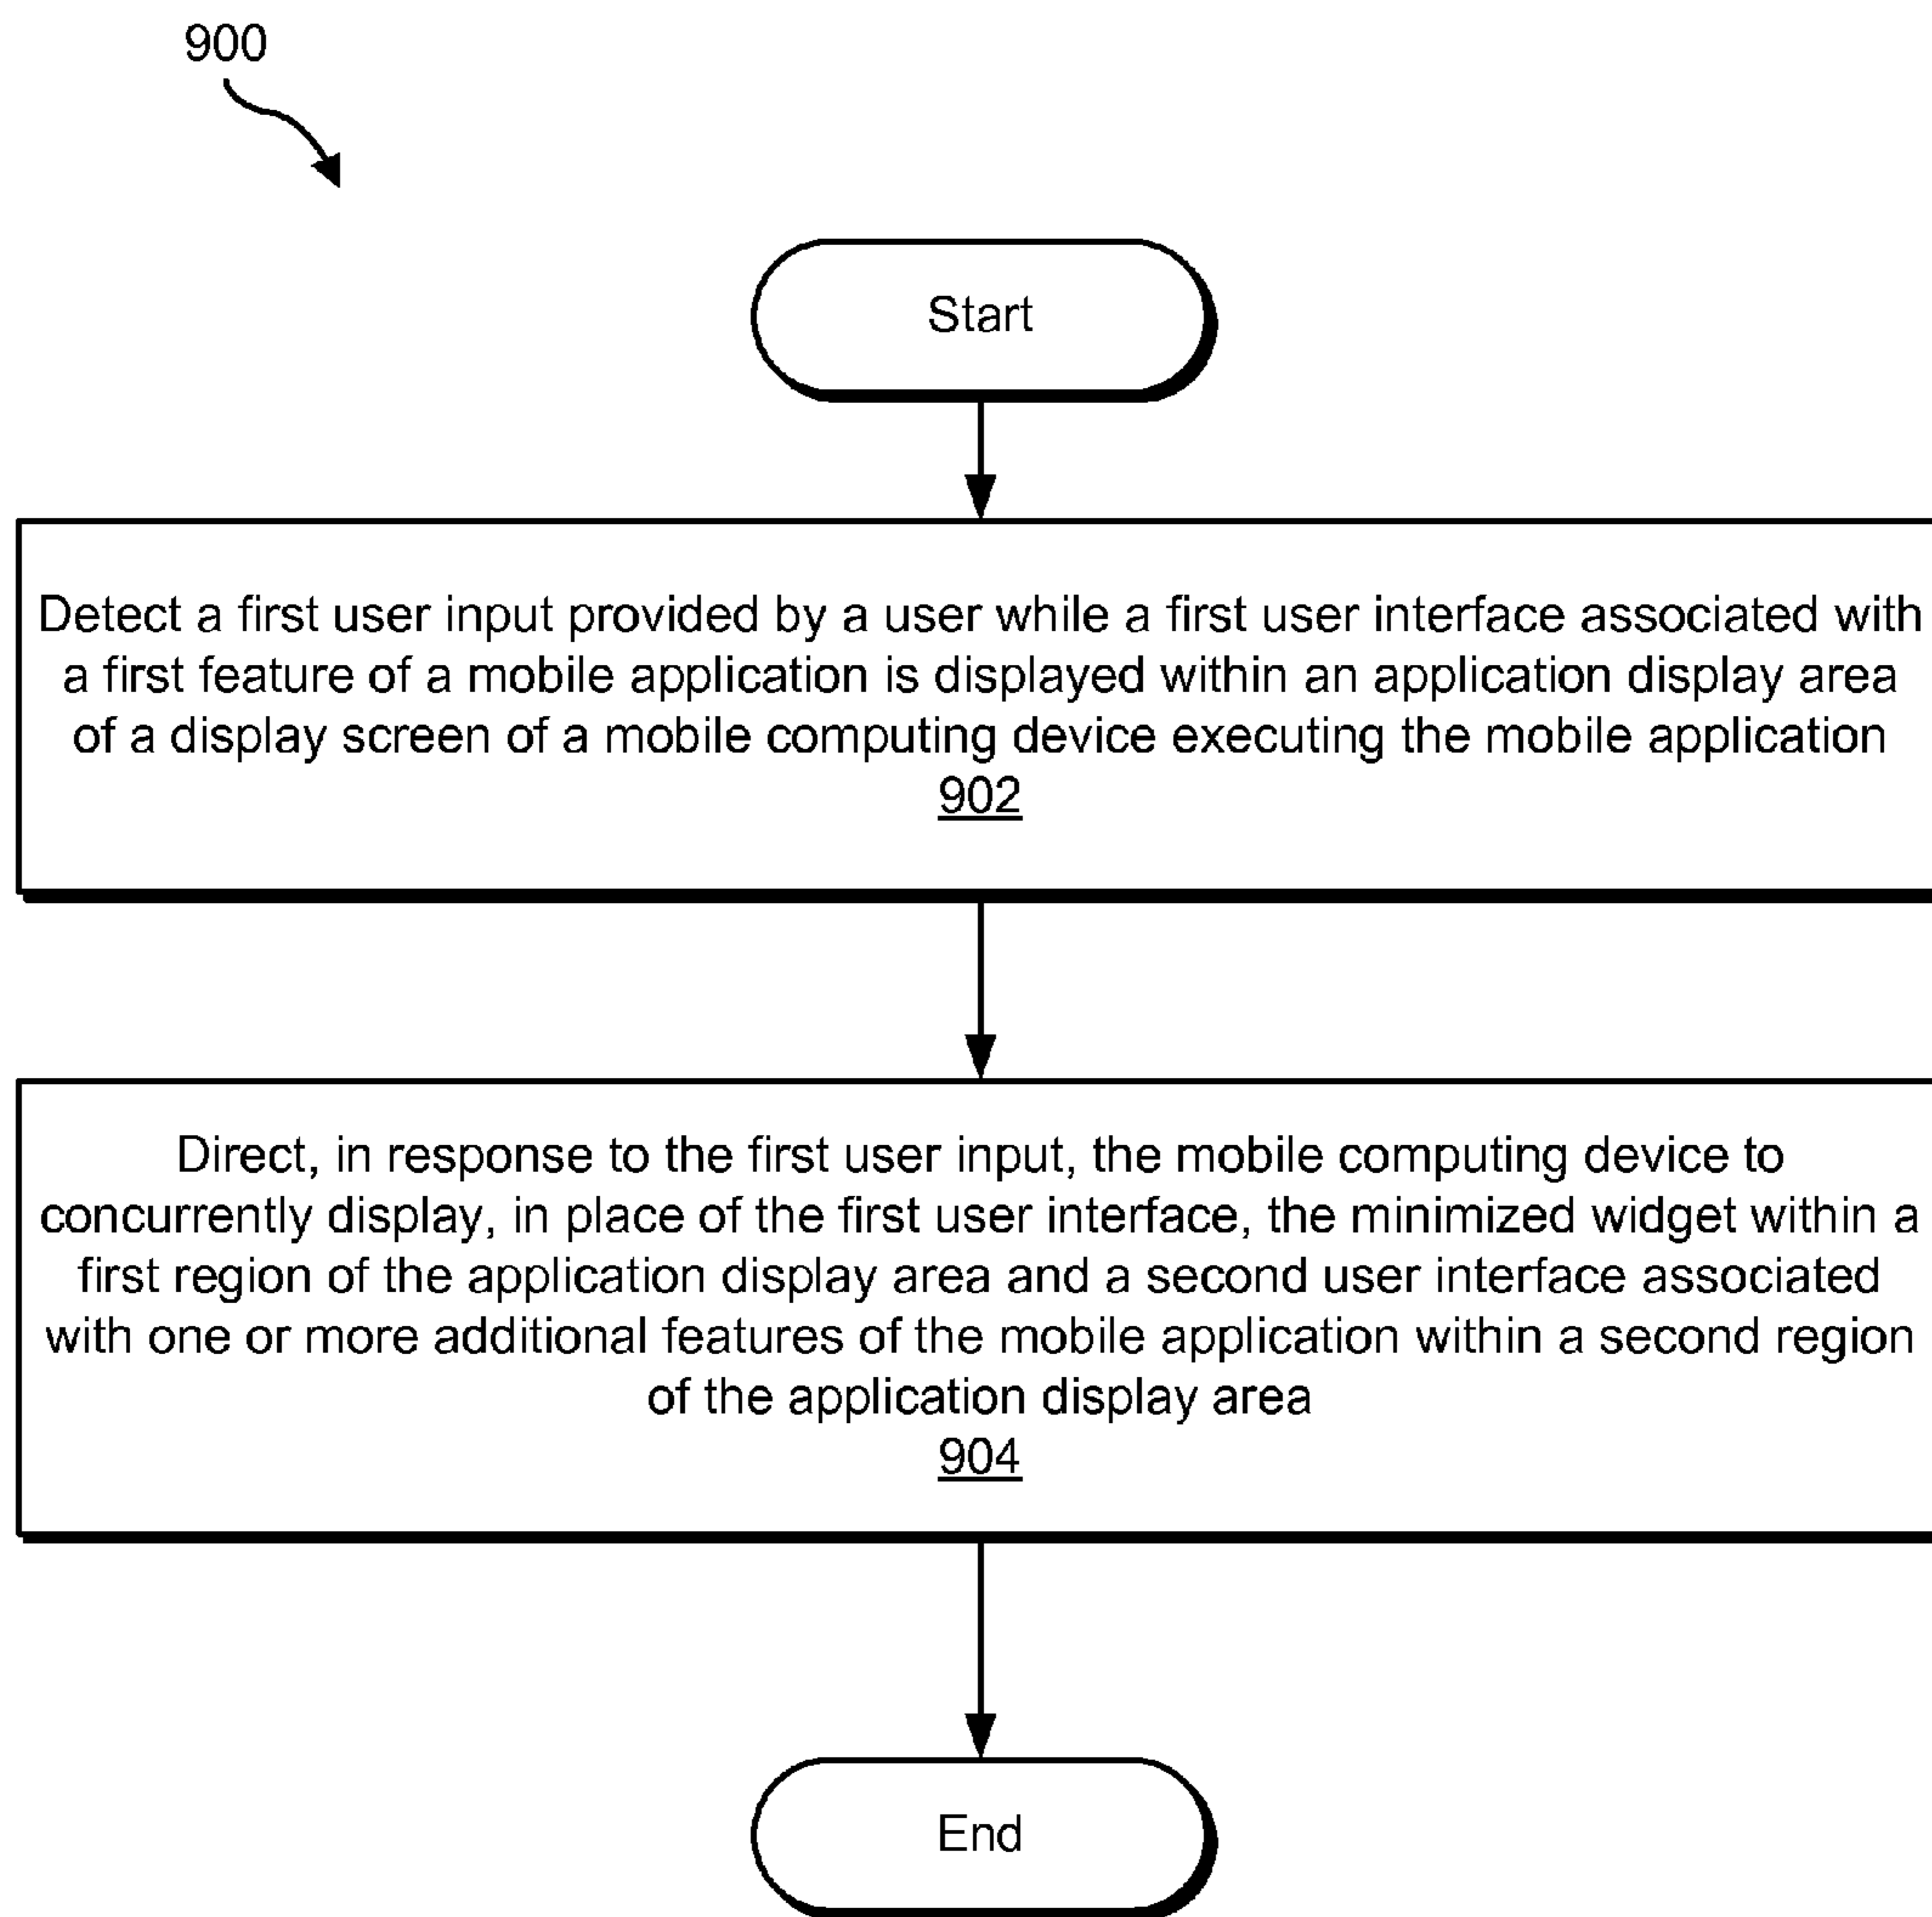 900
Start
Detect a first user input provided by a user while a first user interface associated with
a first feature of a mobile application is displayed within an application display area
of a display screen of a mobile computing device executing the mobile application
902
Direct, in response to the first user input, the mobile computing device to
concurrently display, in place of the first user interface, the minimized widget within a
first region of the application display area and a second user interface associated
with one or more additional features of the mobile application within a second region
of the application display area
904
End